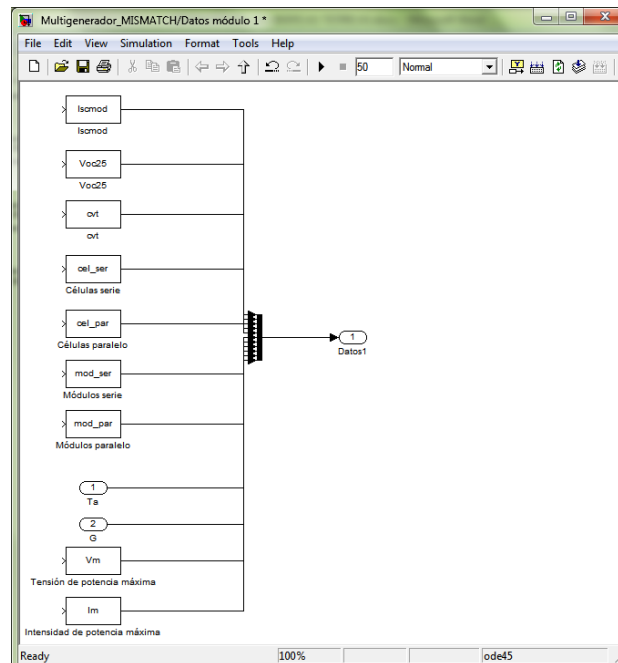 Multigenerador_MISMATCH/Datos módulo 1 *
File Edit View Simulation Format Tools Help
50 Normal
Iscmod
Iscmod
Voc25
Voc25
cvt
cvt
cel_ser
Células serie
cel_par
Células paralelo
1
Datos1
mod_ser
Módulos serie
mod_par
Módulos paralelo
1
Ta
2
G
Vm
Tensión de potencia máxima
Im
Intensidad de potencia máxima
Ready 100% ode45